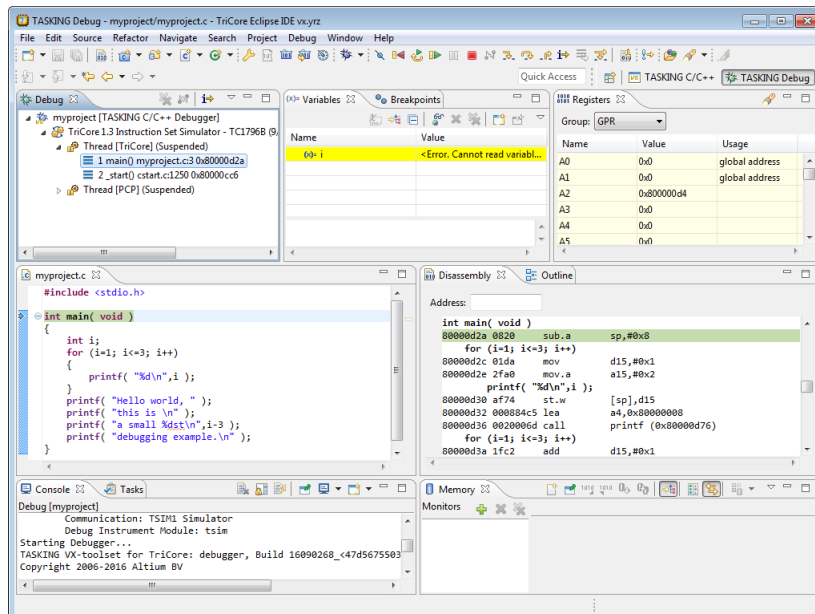 TASKING Debug - myproject/myproject.c - TriCore Eclipse IDE vx.yrz
File Edit Source Refactor Navigate Search Project Debug Window Help
Quick Access TASKING C/C++ TASKING Debug
Debug
myproject [TASKING C/C++ Debugger]
TriCore 1.3 Instruction Set Simulator - TC1796B (9/
Thread [TriCore] (Suspended)
1 main() myproject.c:3 0x80000d2a
2 _start() cstart.c:1250 0x80000cc6
Thread [PCP] (Suspended)
(x)= Variables Breakpoints
Name Value
(x)= i <Error. Cannot read variabl...
Registers
Group: GPR
Name Value Usage
A0 0x0 global address
A1 0x0 global address
A2 0x800000d4
A3 0x0
A4 0x0
A5 0x0
myproject.c
#include <stdio.h>
int main( void )
{
int i;
for (i=1; i<=3; i++)
{
printf( "%d\n",i );
}
printf( "Hello world, " );
printf( "this is \n" );
printf( "a small %dst\n",i-3 );
printf( "debugging example.\n" );
}
Disassembly Outline
Address:
int main( void )
80000d2a 0820 sub.a sp,#0x8
for (i=1; i<=3; i++)
80000d2c 01da mov d15,#0x1
80000d2e 2fa0 mov.a a15,#0x2
printf( "%d\n",i );
80000d30 af74 st.w [sp],d15
80000d32 000884c5 lea a4,0x80000008
80000d36 0020006d call printf (0x80000d76)
for (i=1; i<=3; i++)
80000d3a 1fc2 add d15,#0x1
Console Tasks
Debug [myproject]
Communication: TSIM1 Simulator
Debug Instrument Module: tsim
Starting Debugger...
TASKING VX-toolset for TriCore: debugger, Build 16090268_<47d5675503
Copyright 2006-2016 Altium BV
Memory
Monitors